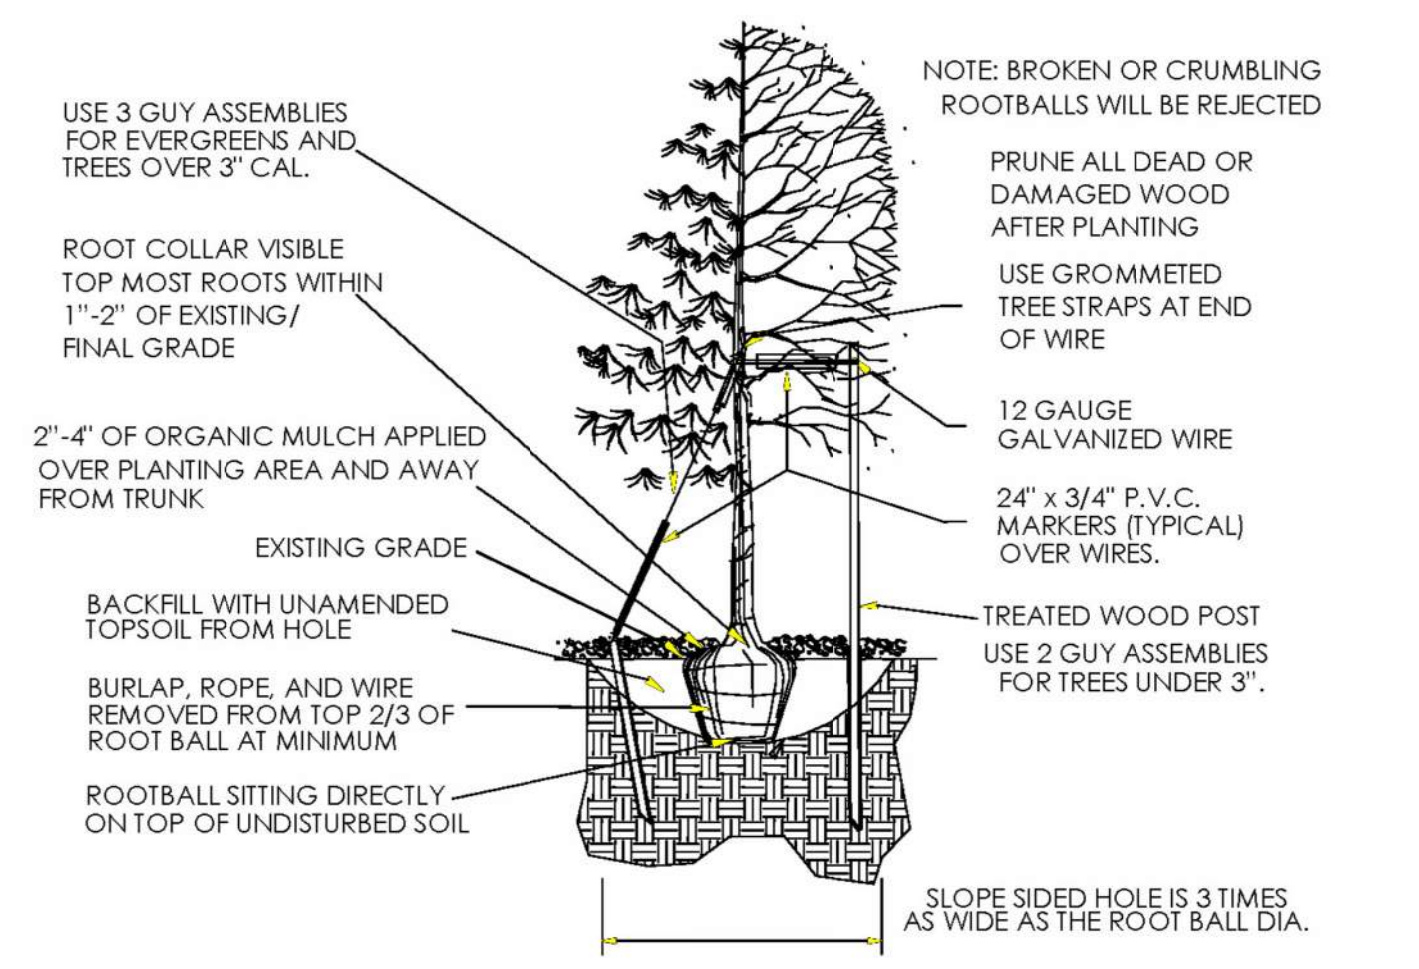 USE 3 GUY ASSEMBLIES
FOR EVERGREENS AND
TREES OVER 3" CAL.
ROOT COLLAR VISIBLE
TOP MOST ROOTS WITHIN
1"-2" OF EXISTING/
FINAL GRADE
2"-4" OF ORGANIC MULCH APPLIED
OVER PLANTING AREA AND AWAY
FROM TRUNK
EXISTING GRADE
BACKFILL WITH UNAMENDED
TOPSOIL FROM HOLE
BURLAP, ROPE, AND WIRE
REMOVED FROM TOP 2/3 OF
ROOT BALL AT MINIMUM
ROOTBALL SITTING DIRECTLY
ON TOP OF UNDISTURBED SOIL
NOTE: BROKEN OR CRUMBLING
ROOTBALLS WILL BE REJECTED
PRUNE ALL DEAD OR
DAMAGED WOOD
AFTER PLANTING
USE GROMMETED
TREE STRAPS AT END
OF WIRE
12 GAUGE
GALVANIZED WIRE
24" x 3/4" P.V.C.
MARKERS (TYPICAL)
OVER WIRES.
TREATED WOOD POST
USE 2 GUY ASSEMBLIES
FOR TREES UNDER 3".
SLOPE SIDED HOLE IS 3 TIMES
AS WIDE AS THE ROOT BALL DIA.